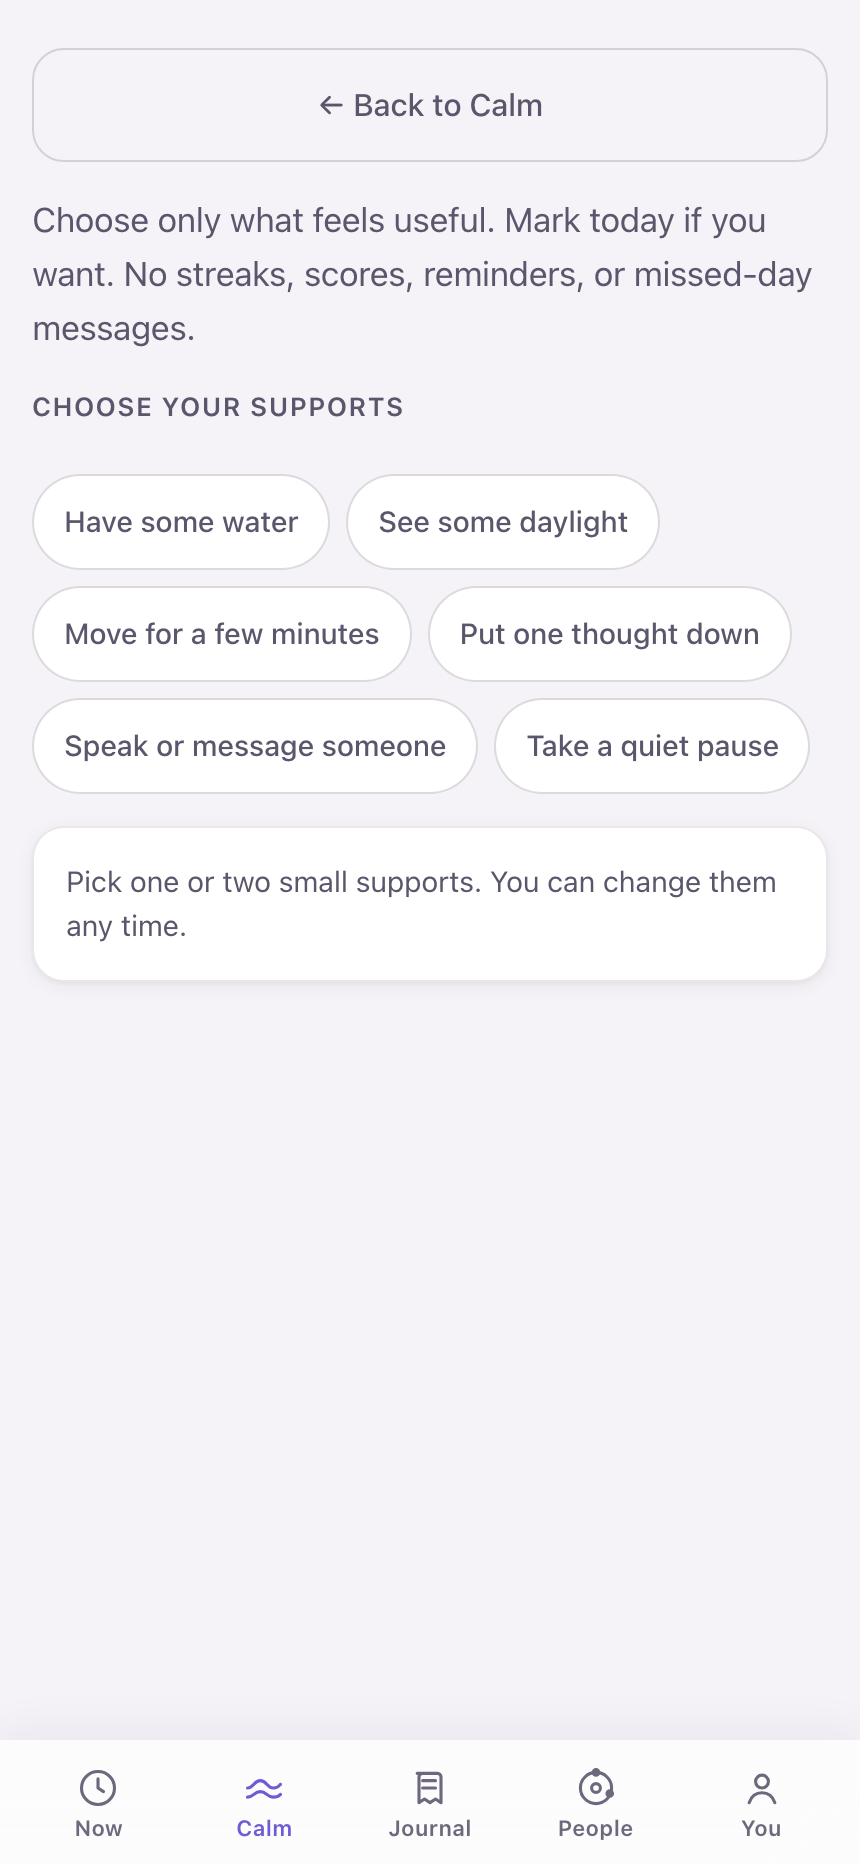 ← Back to Calm
Choose only what feels useful. Mark today if you
want. No streaks, scores, reminders, or missed-day
messages.
CHOOSE YOUR SUPPORTS
Have some water
See some daylight
Move for a few minutes
Put one thought down
Speak or message someone
Take a quiet pause
Pick one or two small supports. You can change them
any time.
Now
Calm
Journal
People
You